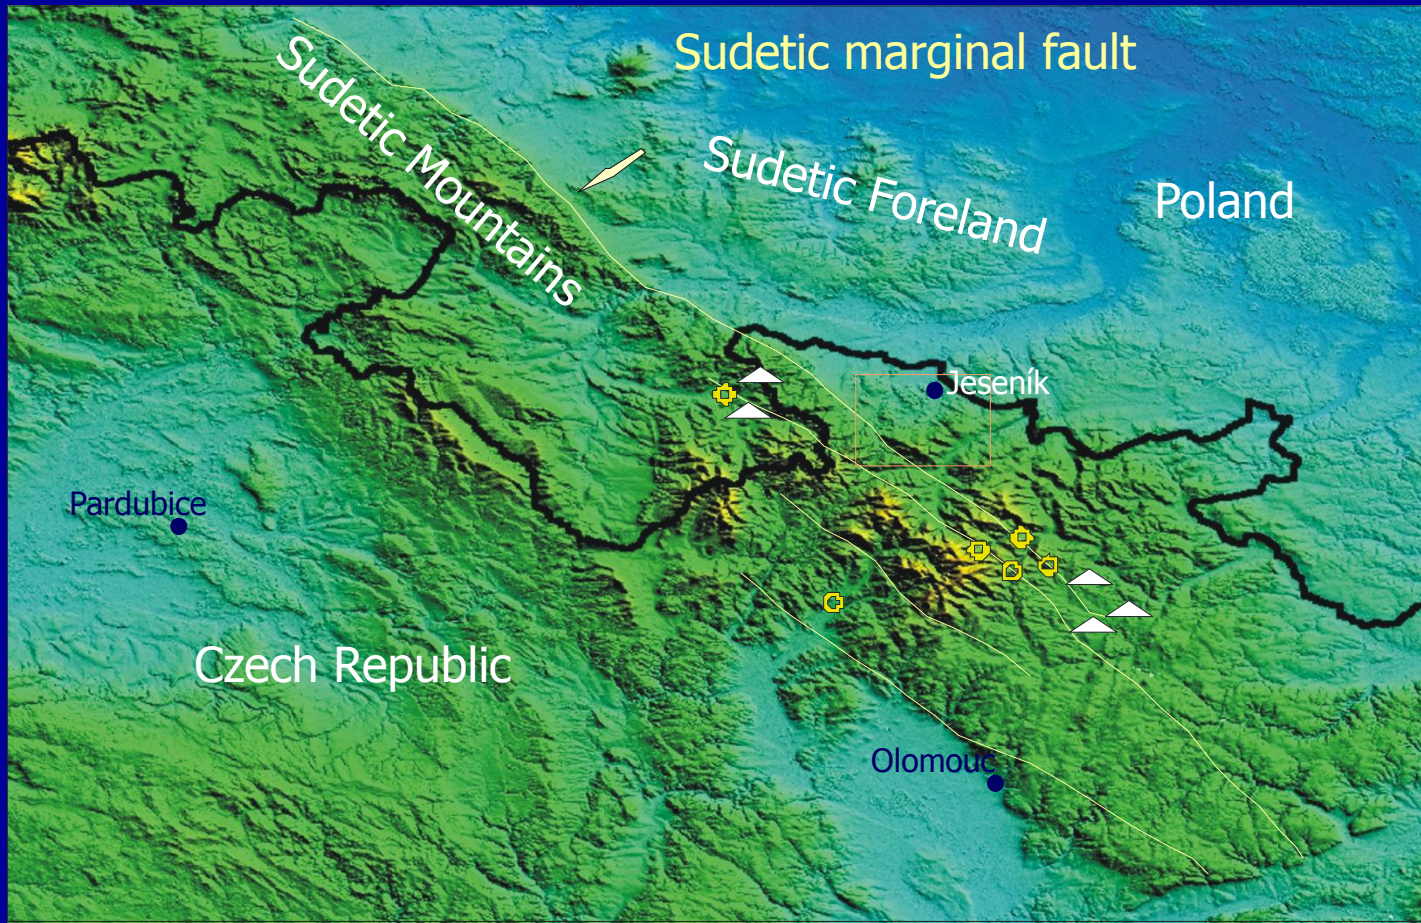 Sudetic marginal fault
Sudetic Mountains
Sudetic Foreland
Poland
Jeseník
Pardubice
Czech Republic
Olomouc